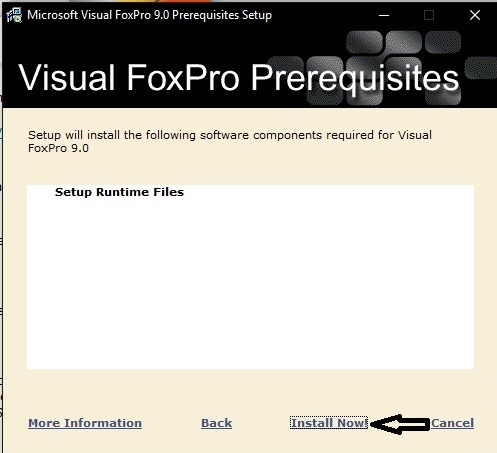 Microsoft Visual FoxPro 9.0 Prerequisites Setup
Visual FoxPro Prerequisites
Setup will install the following software components required for Visual
FoxPro 9.0
Setup Runtime Files
More Information Back Install Now! Cancel